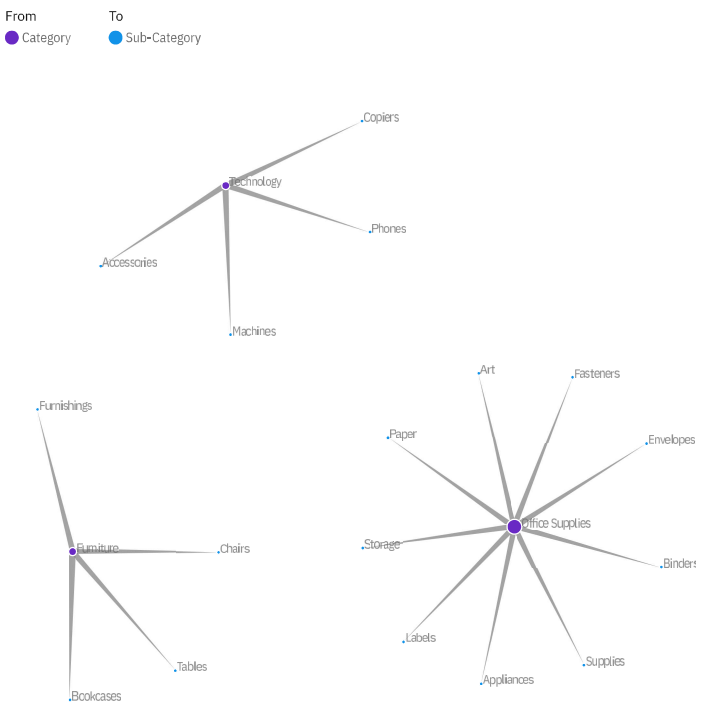 From To
Category Sub-Category
Copiers
Technology
Phones
Accessories
Machines
Art
Fasteners
Furnishings
Paper
Envelopes
Office Supplies
Storage
Furniture
Chairs
Binders
Labels
Supplies
Tables
Appliances
Bookcases